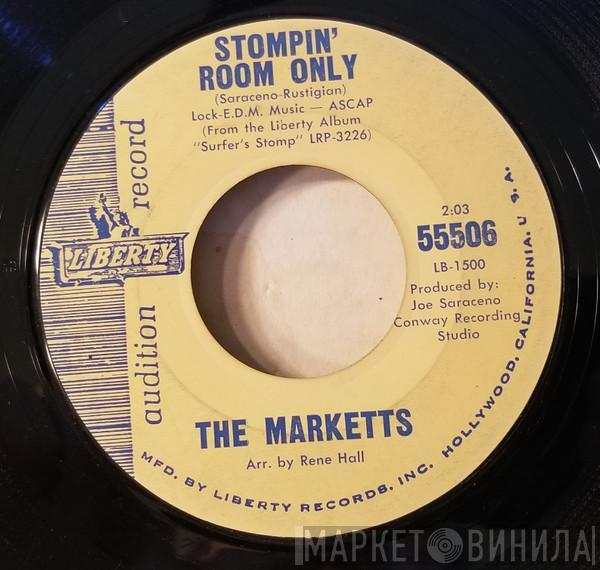 STOMPIN'
ROOM ONLY
(Saraceno-Rustigian)
Lock-E.D.M. Music — ASCAP
(From the Liberty Album
"Surfer's Stomp" LRP-3226)
audition record
LIBERTY
2:03
55506
LB-1500
Produced by:
Joe Saraceno
Conway Recording
Studio
THE MARKETTS
Arr. by Rene Hall
MFD. BY LIBERTY RECORDS, INC. HOLLYWOOD, CALIFORNIA, U. S. A.
МАРКЕТ ВИНИЛА